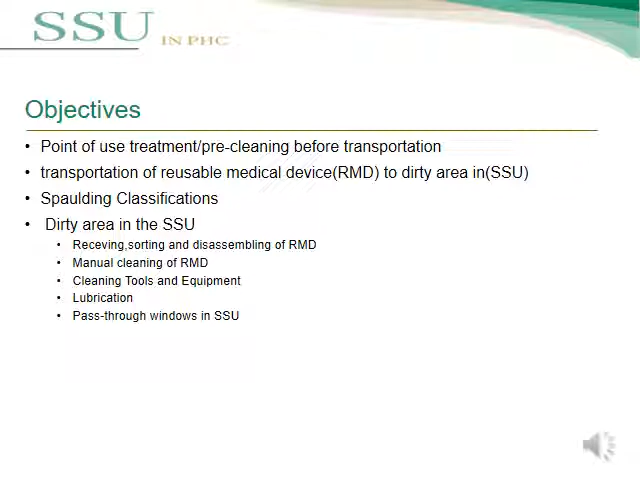 SSU IN PHC
Objectives
• Point of use treatment/pre-cleaning before transportation
• transportation of reusable medical device(RMD) to dirty area in(SSU)
• Spaulding Classifications
• Dirty area in the SSU
• Receving,sorting and disassembling of RMD
• Manual cleaning of RMD
• Cleaning Tools and Equipment
• Lubrication
• Pass-through windows in SSU